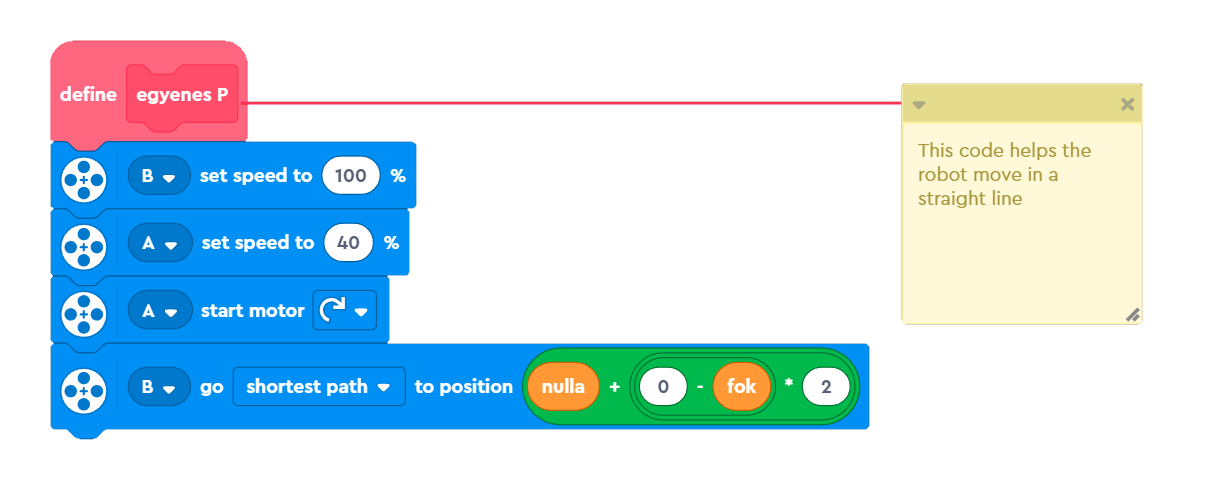 define egyenes P
B set speed to 100 %
A set speed to 40 %
A start motor
B go shortest path to position nulla + 0 - fok * 2
This code helps the
robot move in a
straight line